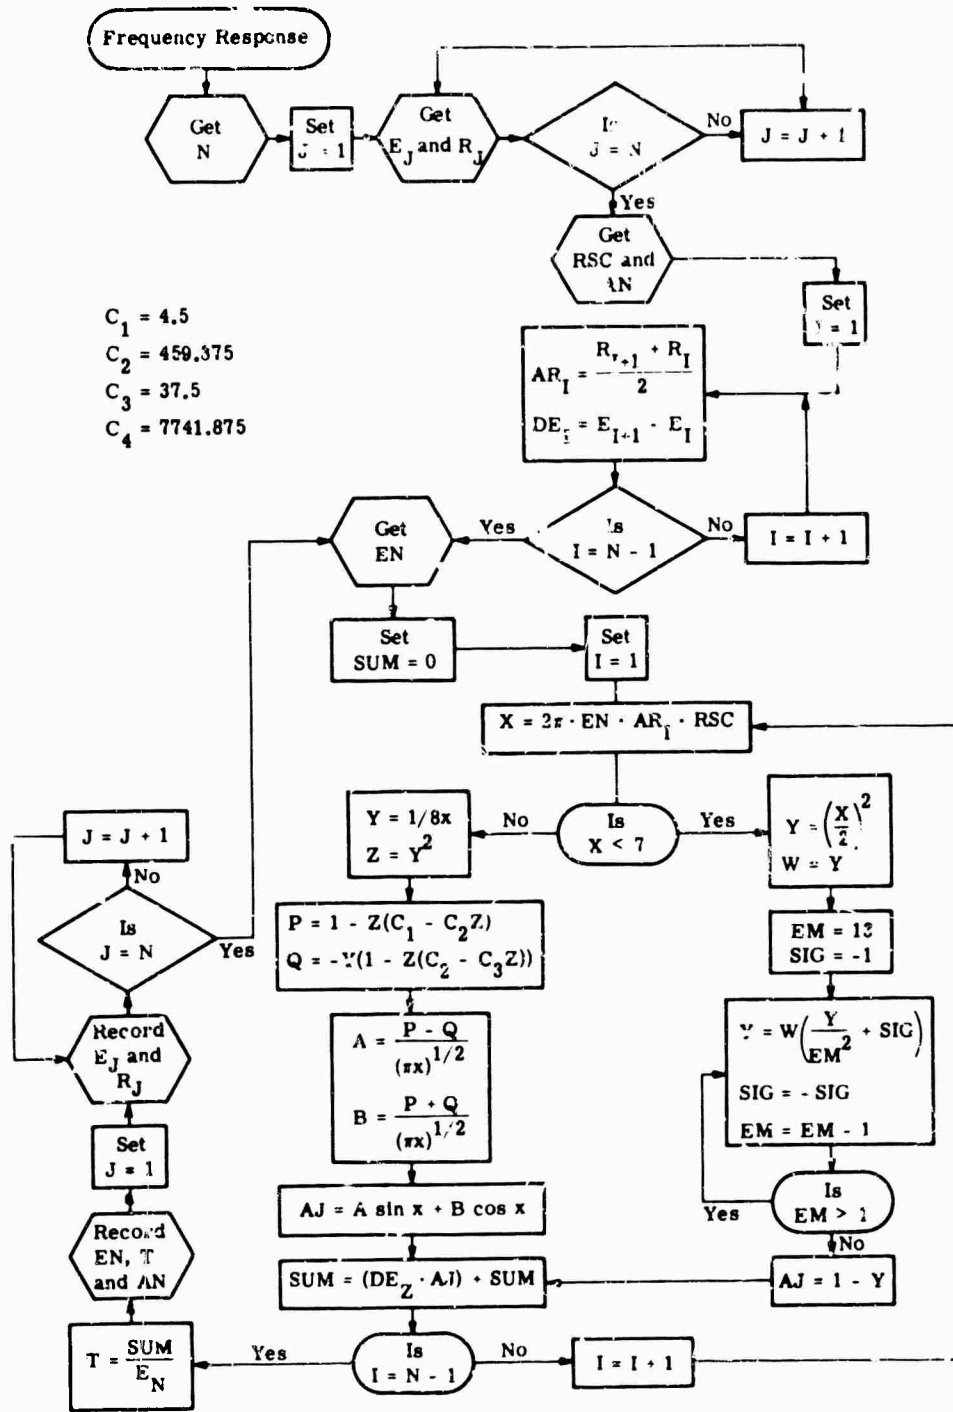 Frequency Response
Get
N
Set
J = 1
Get
E_J and R_J
Is
J = N
No
J = J + 1
Yes
Get
RSC and
AN
Set
= 1
C_1 = 4.5
C_2 = 459.375
C_3 = 37.5
C_4 = 7741.875
AR_I = (R_I+1 + R_I) / 2
DE_I = E_I+1 - E_I
Get
EN
Yes
Is
I = N - 1
No
I = I + 1
Set
SUM = 0
Set
I = 1
X = 2π · EN · AR_I · RSC
Y = 1/8x
Z = Y^2
No
Is
X < 7
Yes
Y = (X/2)^2
W = Y
J = J + 1
No
Is
J = N
Yes
P = 1 - Z(C_1 - C_2Z)
Q = -Y(1 - Z(C_2 - C_3Z))
EM = 13
SIG = -1
Record
E_J and
R_J
A = (P - Q) / (πx)^1/2
B = (P + Q) / (πx)^1/2
Y = W(Y/EM^2 + SIG)
SIG = - SIG
EM = EM - 1
Set
J = 1
AJ = A sin x + B cos x
Yes
Is
EM > 1
No
Record
EN, T
and AN
SUM = (DE_Z · AJ) + SUM
AJ = 1 - Y
T = SUM / E_N
Yes
Is
I = N - 1
No
I = I + 1